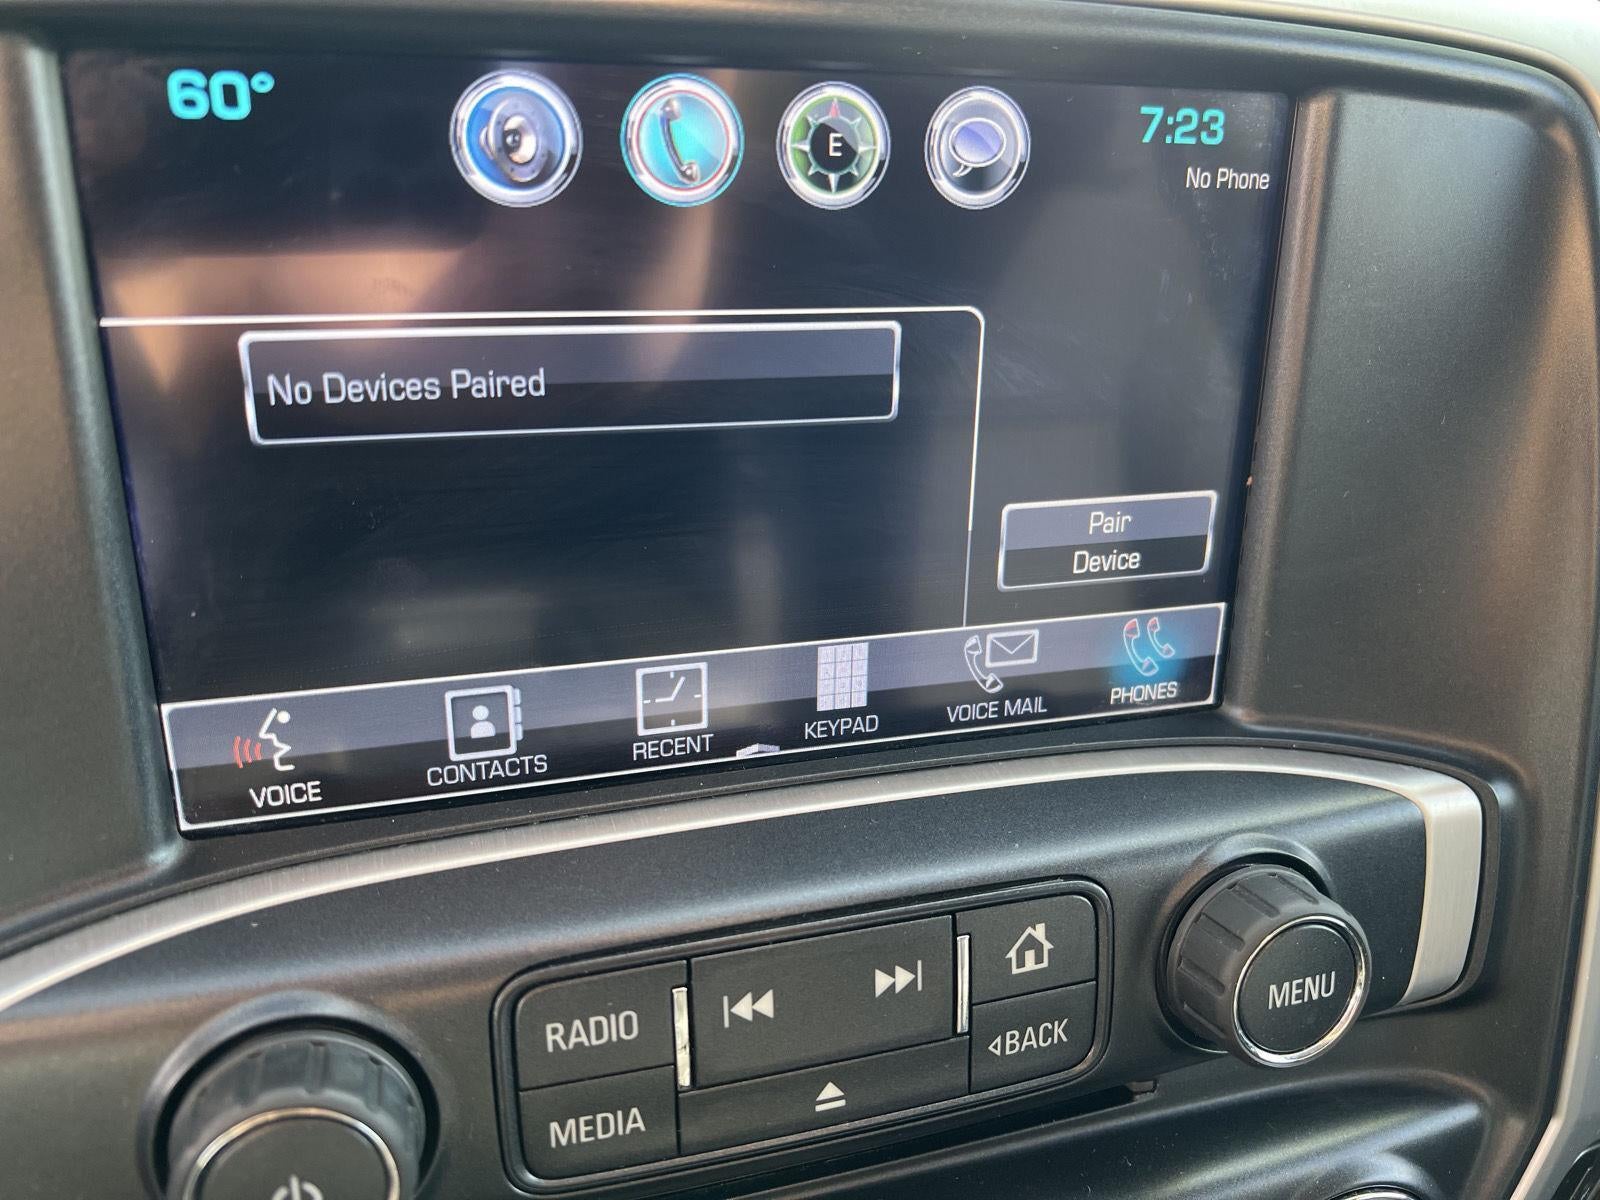 60°
E
7:23
No Phone
No Devices Paired
Pair
Device
VOICE
CONTACTS
RECENT
KEYPAD
VOICE MAIL
PHONES
RADIO
MEDIA
BACK
MENU